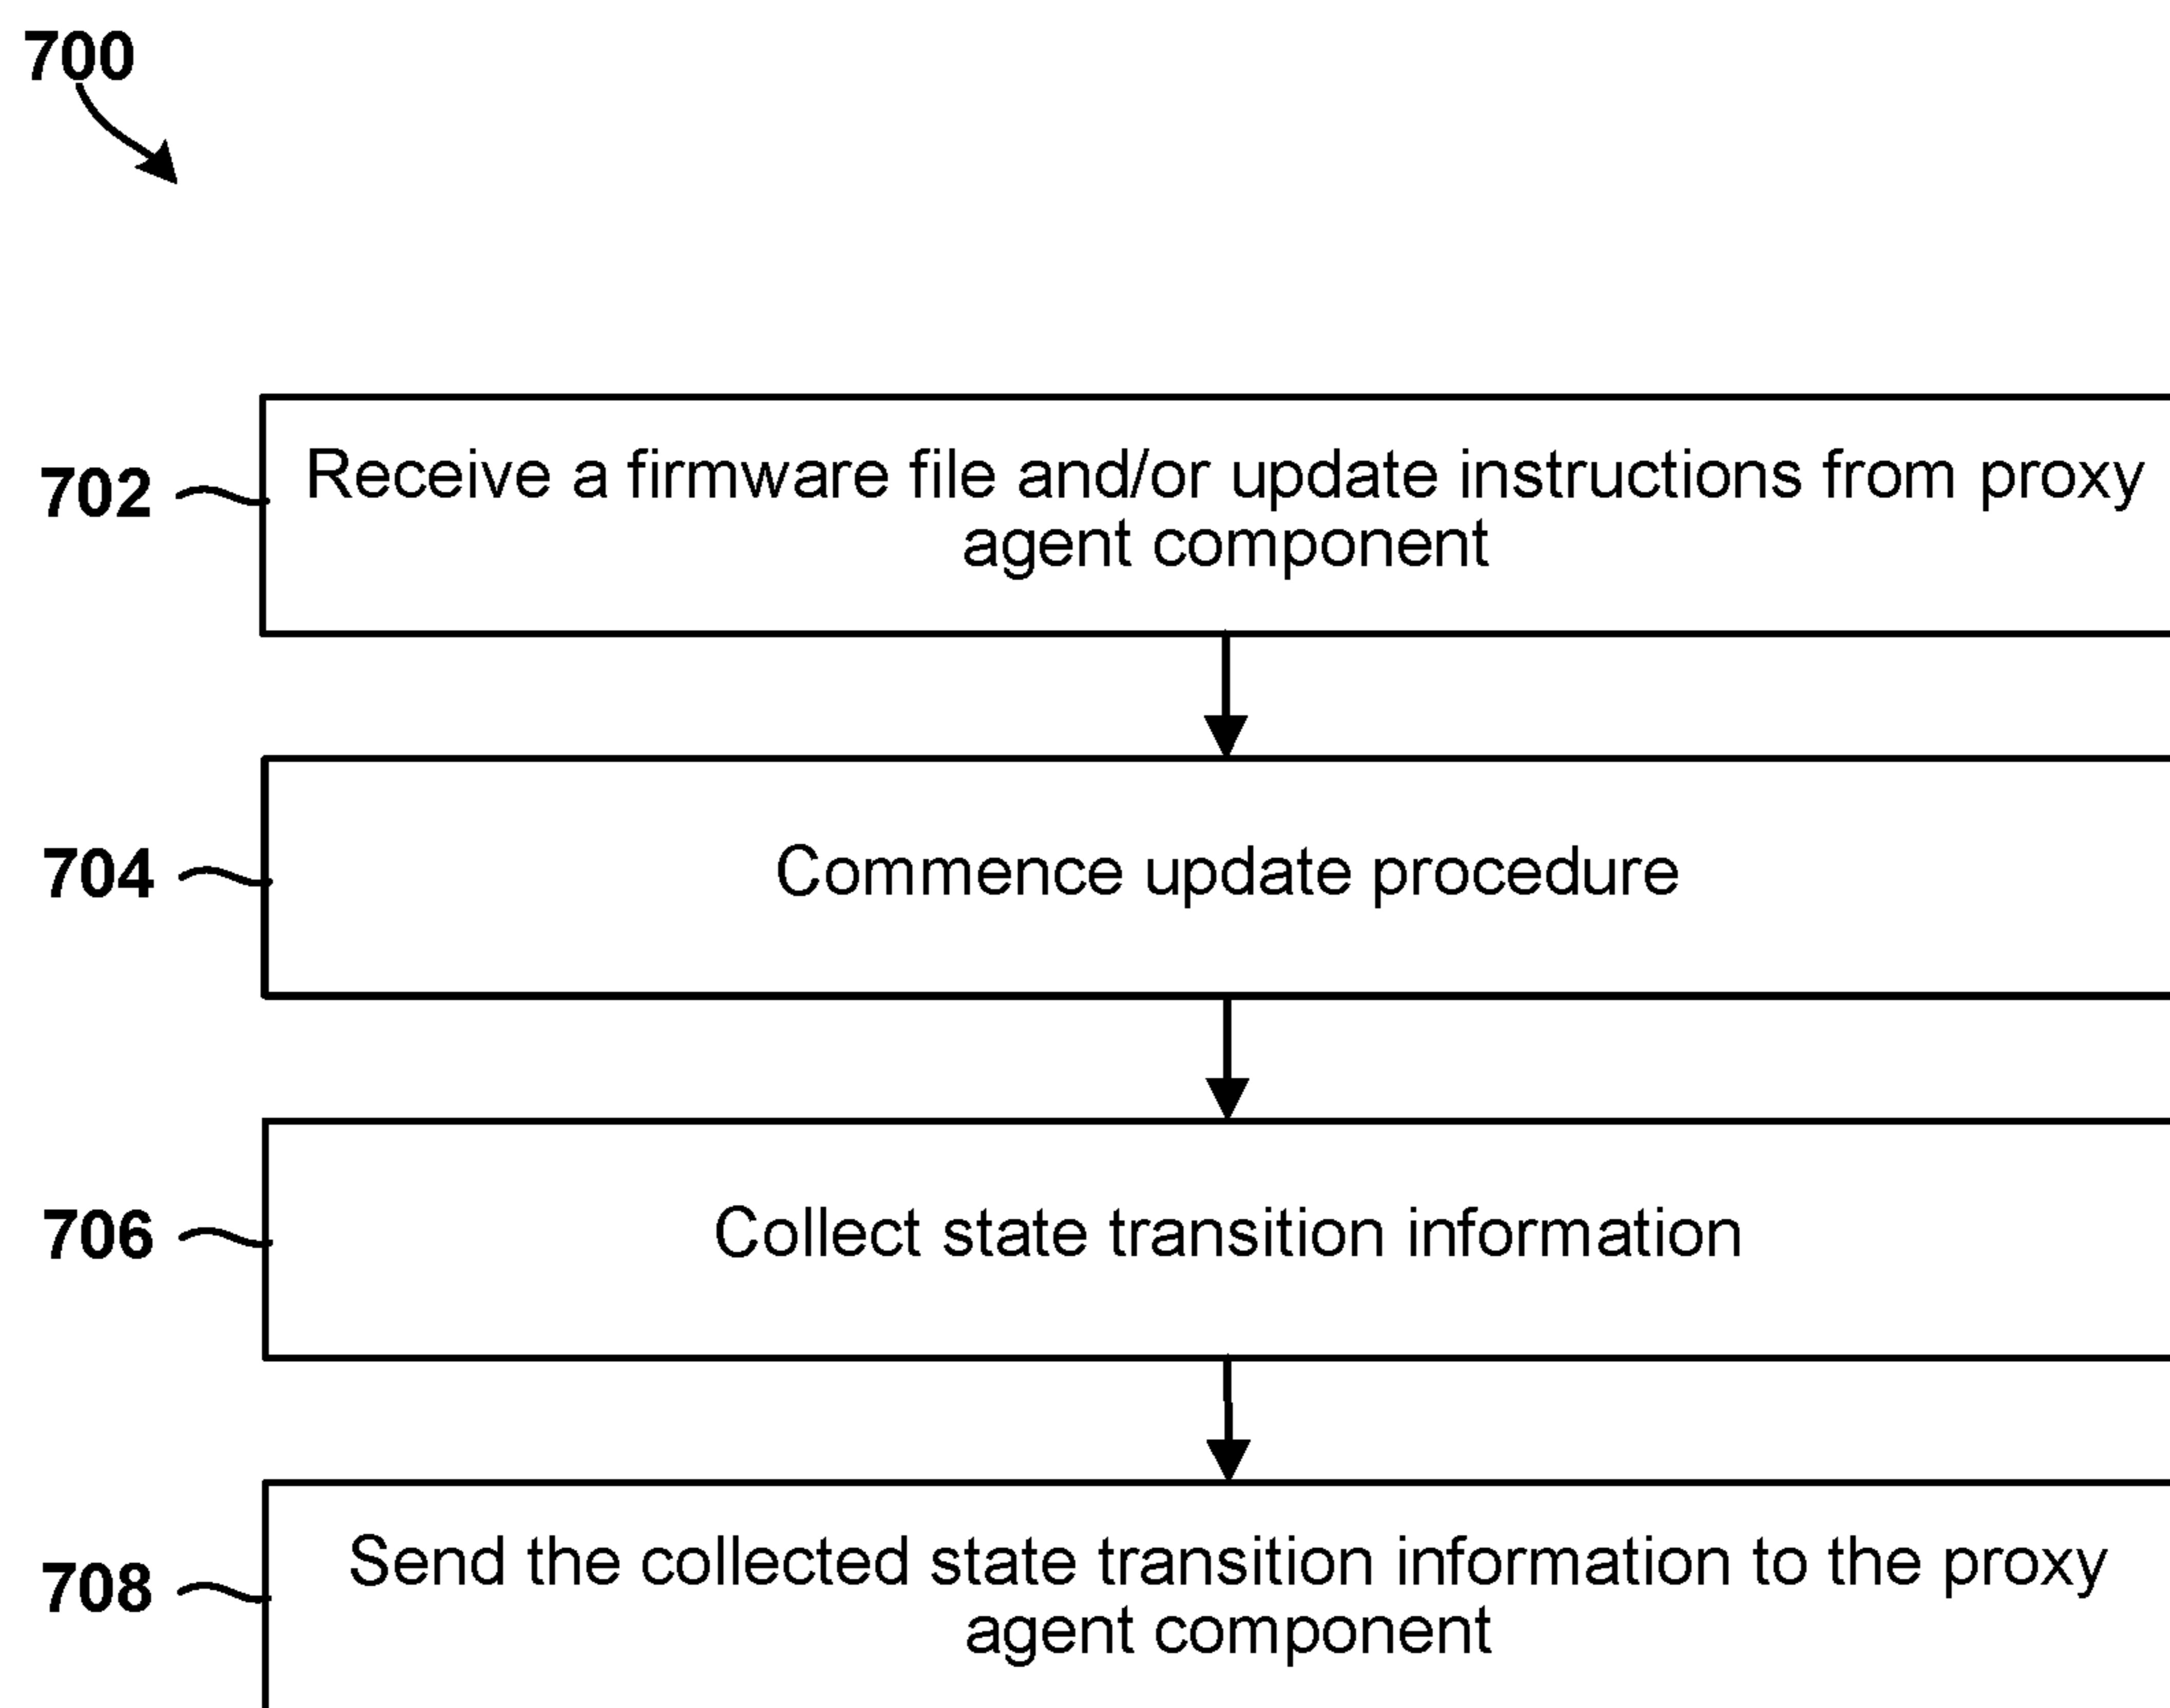 700
702
Receive a firmware file and/or update instructions from proxy
agent component
704
Commence update procedure
706
Collect state transition information
708
Send the collected state transition information to the proxy
agent component